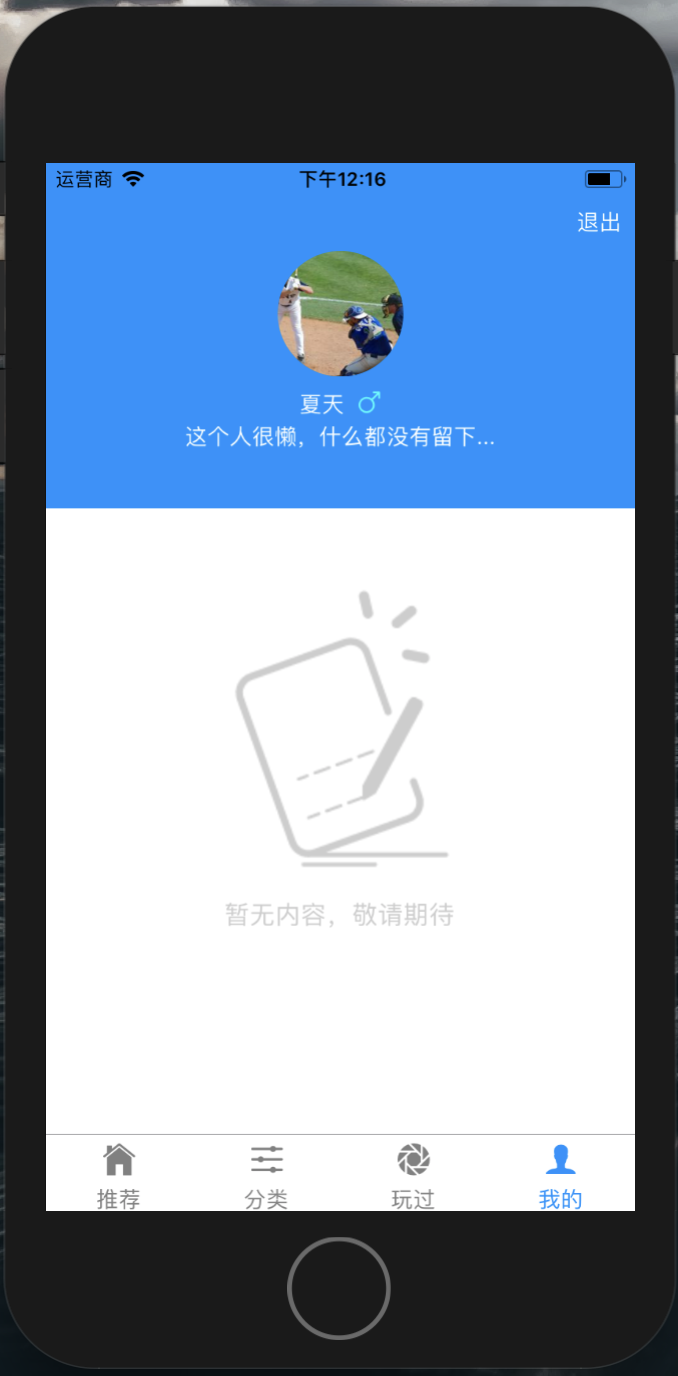 运营商 下午12:16
退出
夏天
这个人很懒，什么都没有留下...
暂无内容，敬请期待
推荐 分类 玩过 我的